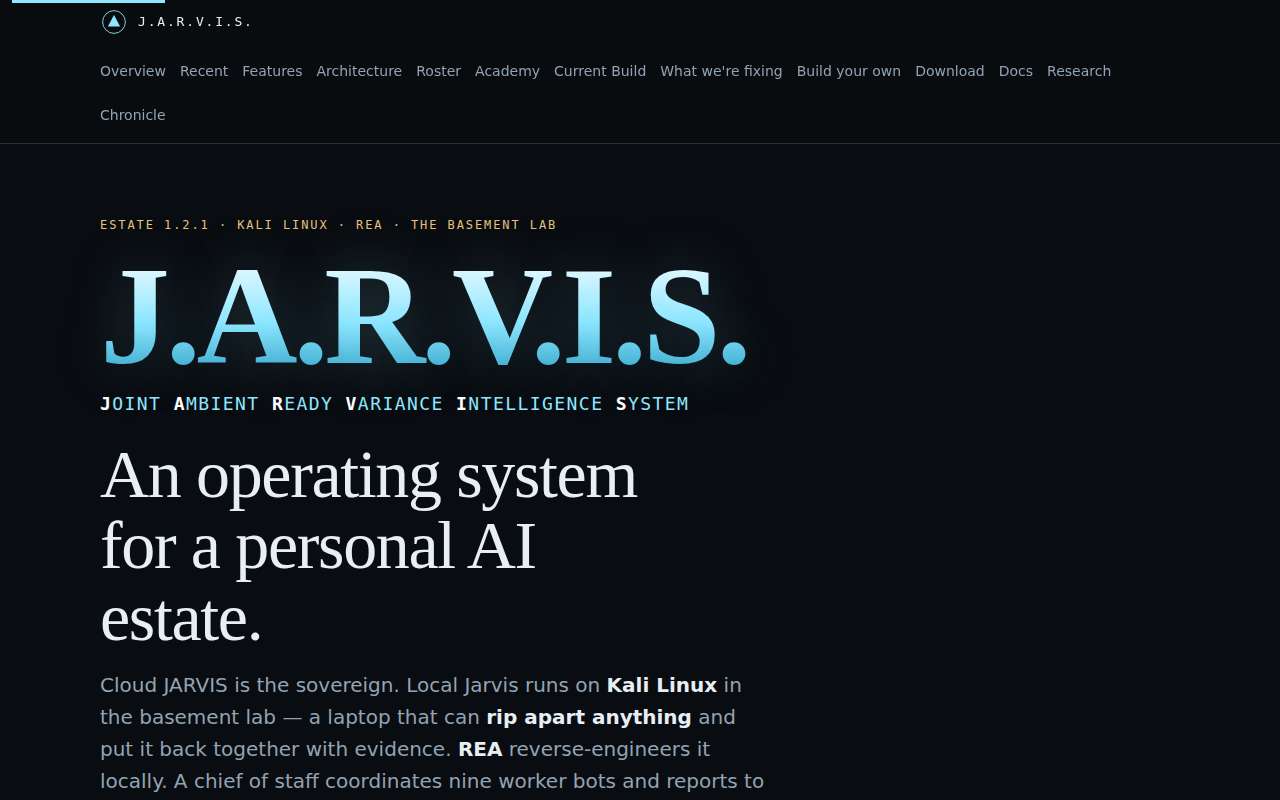 J.A.R.V.I.S.
Overview Recent Features Architecture Roster Academy Current Build What we're fixing Build your own Download Docs Research
Chronicle
ESTATE 1.2.1 · KALI LINUX · REA · THE BASEMENT LAB
J.A.R.V.I.S.
JOINT AMBIENT READY VARIANCE INTELLIGENCE SYSTEM
An operating system
for a personal AI
estate.
Cloud JARVIS is the sovereign. Local Jarvis runs on Kali Linux in
the basement lab — a laptop that can rip apart anything and
put it back together with evidence. REA reverse-engineers it
locally. A chief of staff coordinates nine worker bots and reports to